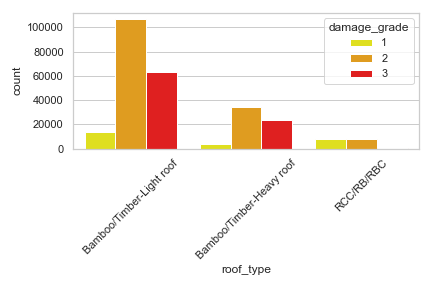 damage_grade
1
2
3
100000
80000
60000
40000
20000
0
count
Bamboo/Timber-Light roof
Bamboo/Timber-Heavy roof
RCC/RB/RBC
roof_type